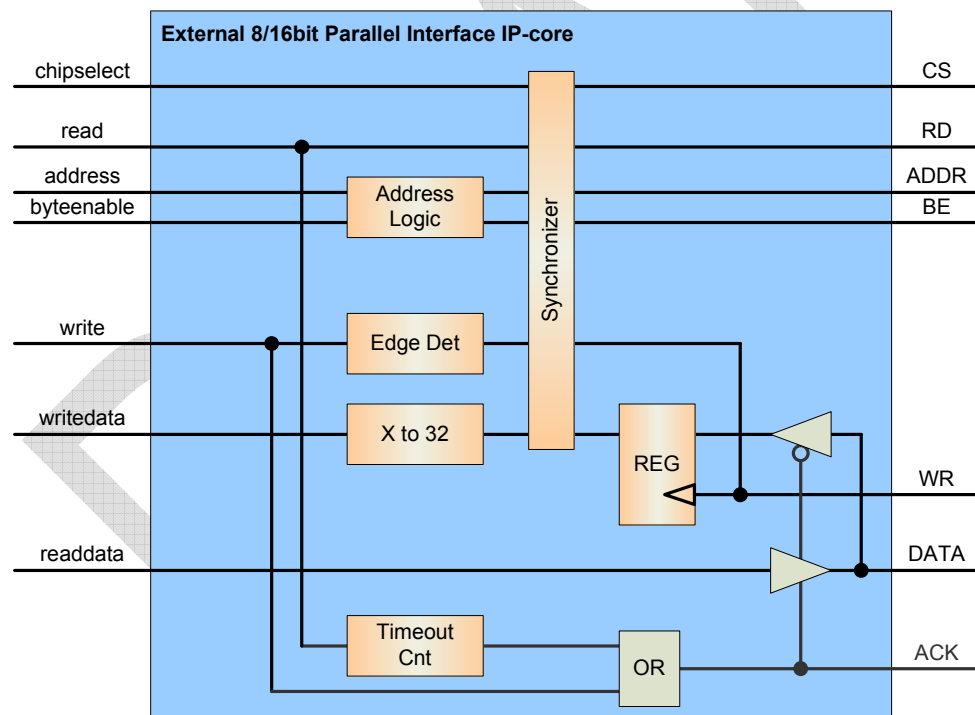 External 8/16bit Parallel Interface IP-core
chipselect
CS
read
RD
address
ADDR
Address
Logic
byteenable
BE
Synchronizer
write
Edge Det
writedata
X to 32
REG
WR
readdata
DATA
Timeout
Cnt
OR
ACK